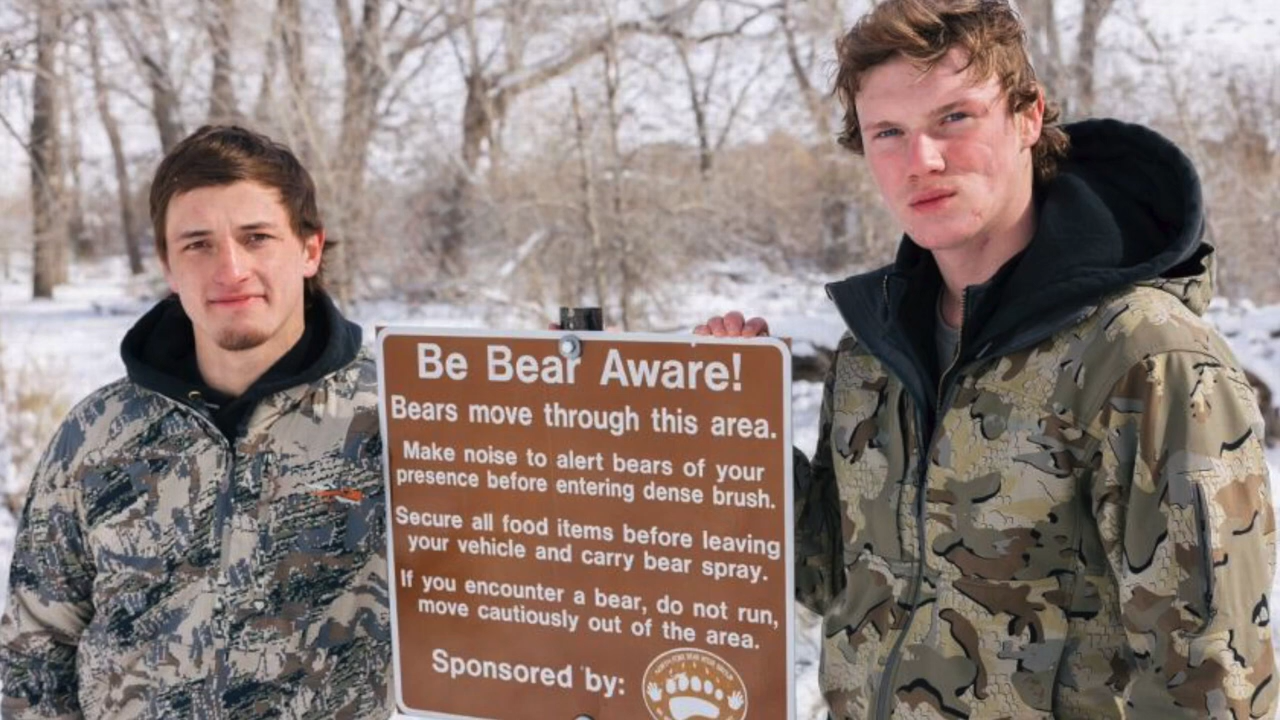 Be Bear Aware!
Bears move through this area.
Make noise to alert bears of your
presence before entering dense brush.
Secure all food items before leaving
your vehicle and carry bear spray.
If you encounter a bear, do not run,
move cautiously out of the area.
Sponsored by: